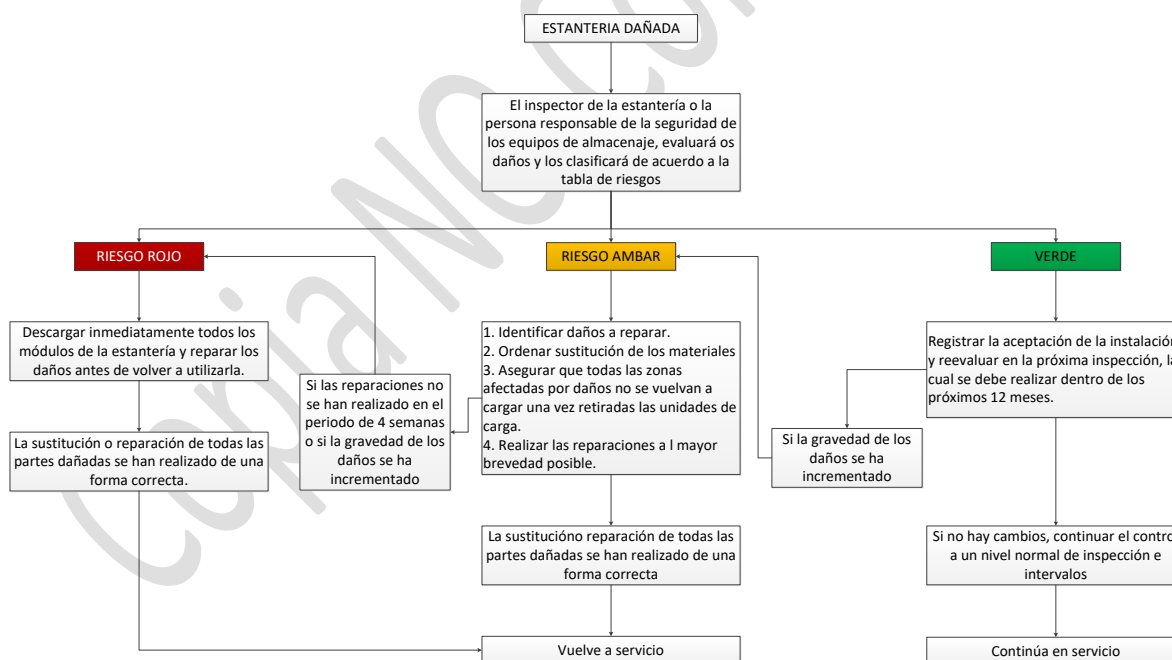 ESTANTERIA DAÑADA
El inspector de la estantería o la
persona responsable de la seguridad de
los equipos de almacenaje, evaluará os
daños y los clasificará de acuerdo a la
tabla de riesgos
RIESGO ROJO
RIESGO AMBAR
VERDE
Descargar inmediatamente todos los
módulos de la estantería y reparar los
daños antes de volver a utilizarla.
Si las reparaciones no
se han realizado en el
periodo de 4 semanas
o si la gravedad de los
daños se ha
incrementado
1. Identificar daños a reparar.
2. Ordenar sustitución de los materiales
3. Asegurar que todas las zonas
afectadas por daños no se vuelvan a
cargar una vez retiradas las unidades de
carga.
4. Realizar las reparaciones a l mayor
brevedad posible.
Si la gravedad de los
daños se ha
incrementado
Registrar la aceptación de la instalación
y reevaluar en la próxima inspección, la
cual se debe realizar dentro de los
próximos 12 meses.
La sustitución o reparación de todas las
partes dañadas se han realizado de una
forma correcta.
La sustitucióno reparación de todas las
partes dañadas se han realizado de una
forma correcta
Si no hay cambios, continuar el contro
a un nivel normal de inspección e
intervalos
Vuelve a servicio
Continúa en servicio
Copia NO Co